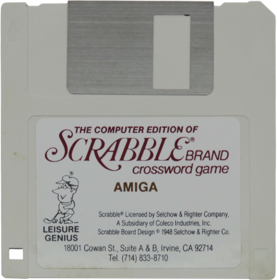 THE COMPUTER EDITION OF
SCRABBLE® BRAND
crossword game
AMIGA
Scrabble® Licensed by Selchow & Righter Company,
A Subsidiary of Coleco Industries, Inc.
Scrabble Board Design © 1948 Selchow & Righter Co.
LEISURE
GENIUS
18001 Cowan St., Suite A & B, Irvine, CA 92714
Tel. (714) 833-8710